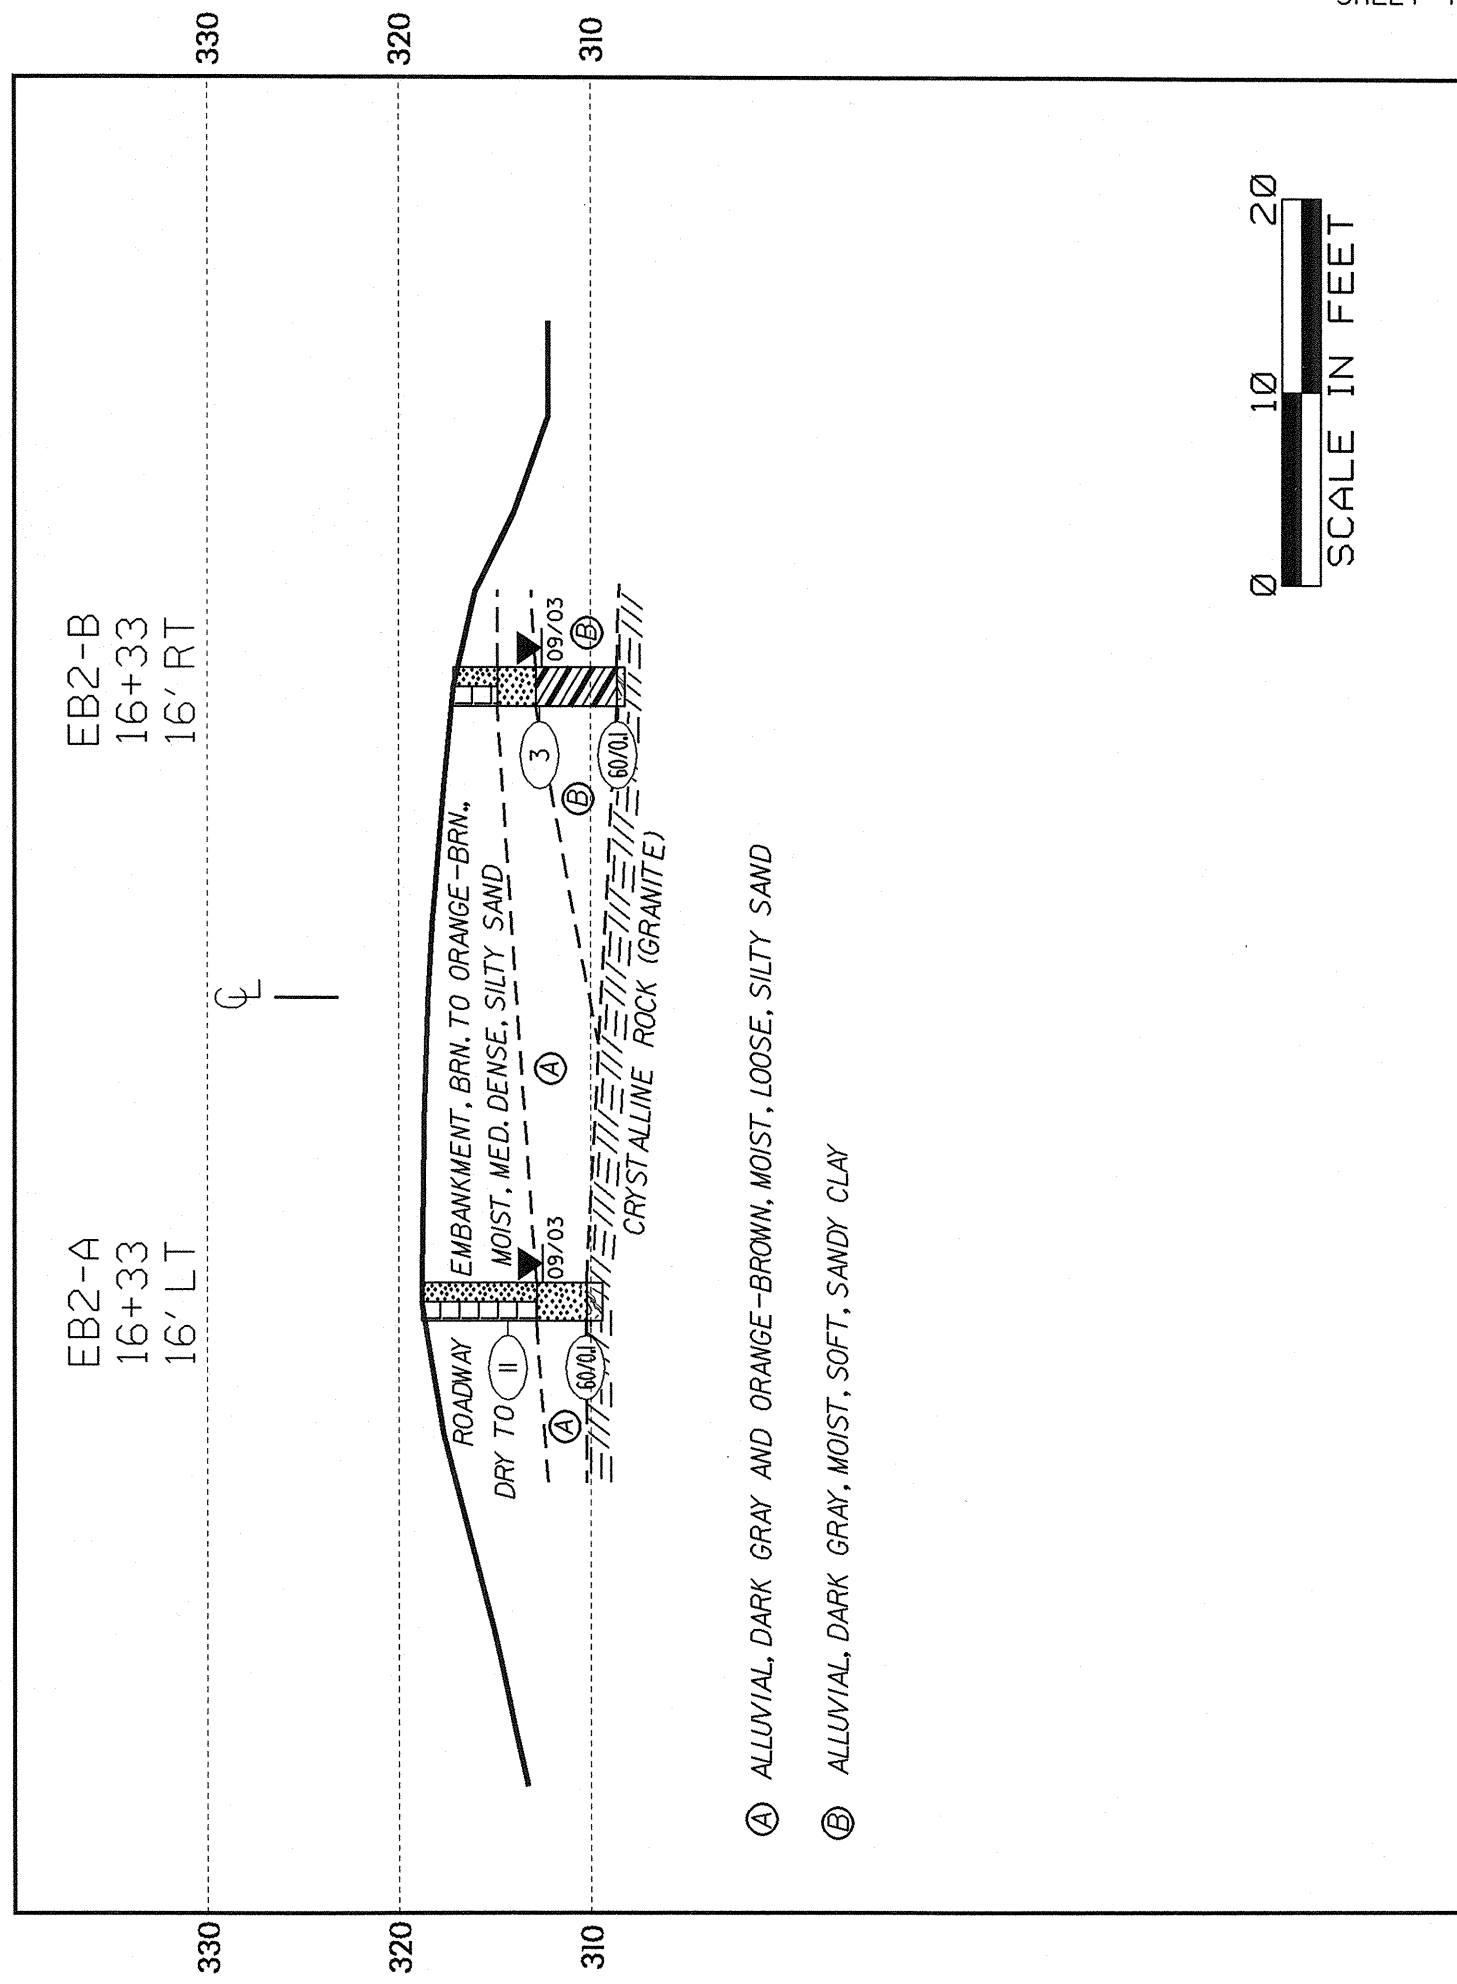 EB2-A
16+33
16' LT
EB2-B
16+33
16' RT
CL
330
330
320
320
310
310
ROADWAY EMBANKMENT, BRN. TO ORANGE-BRN.,
DRY TO MOIST, MED. DENSE, SILTY SAND
11
60/0.1
09/03
A
A
3
60/0.1
09/03
B
B
CRYSTALLINE ROCK (GRANITE)
A ALLUVIAL, DARK GRAY AND ORANGE-BROWN, MOIST, LOOSE, SILTY SAND
B ALLUVIAL, DARK GRAY, MOIST, SOFT, SANDY CLAY
0 10 20
SCALE IN FEET